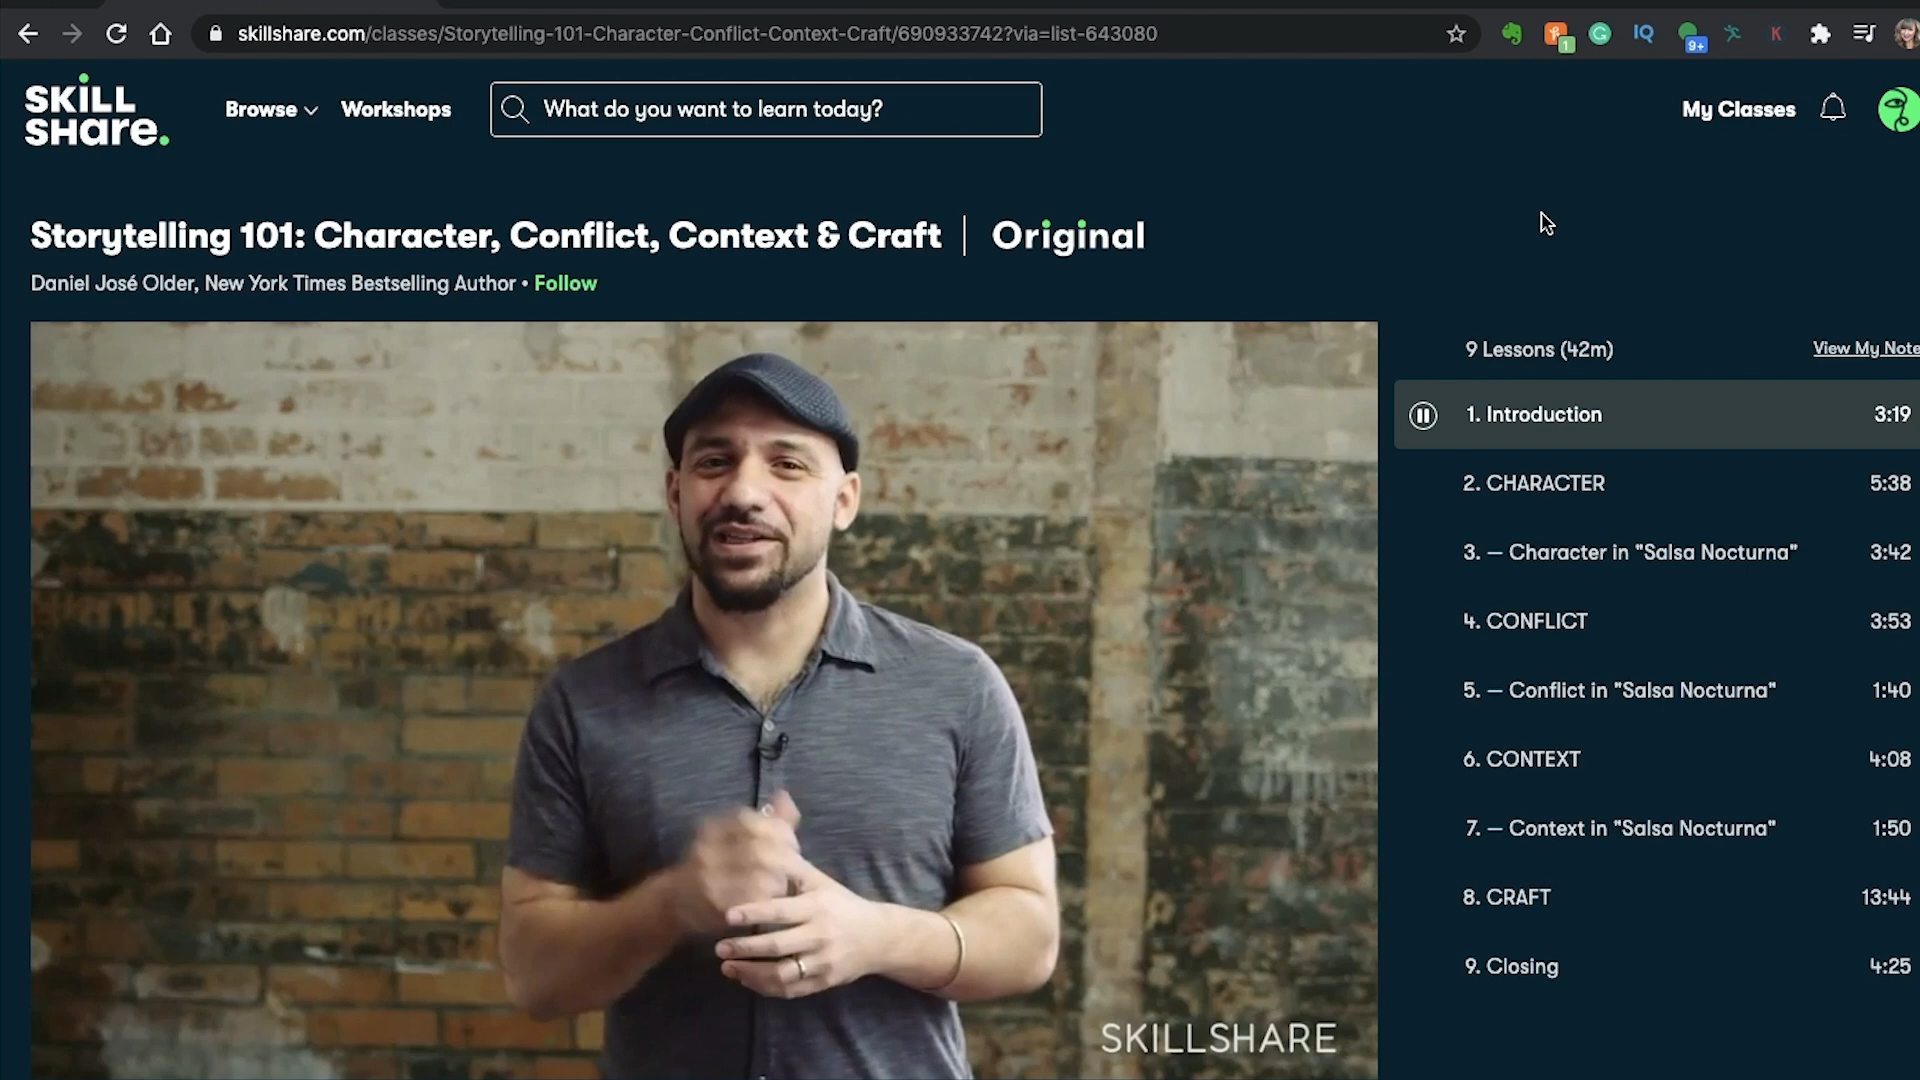 skillshare.com/classes/Storytelling-101-Character-Conflict-Context-Craft/690933742?via=list-643080
1
IQ
9+
K
SKILL
SHare.
Browse
Workshops
What do you want to learn today?
My Classes
Storytelling 101: Character, Conflict, Context & Craft | Original
Daniel José Older, New York Times Bestselling Author • Follow
9 Lessons (42m)
View My Note
1. Introduction 3:19
2. CHARACTER 5:38
3. — Character in "Salsa Nocturna" 3:42
4. CONFLICT 3:53
5. — Conflict in "Salsa Nocturna" 1:40
6. CONTEXT 4:08
7. — Context in "Salsa Nocturna" 1:50
8. CRAFT 13:44
9. Closing 4:25
SKILLSHARE